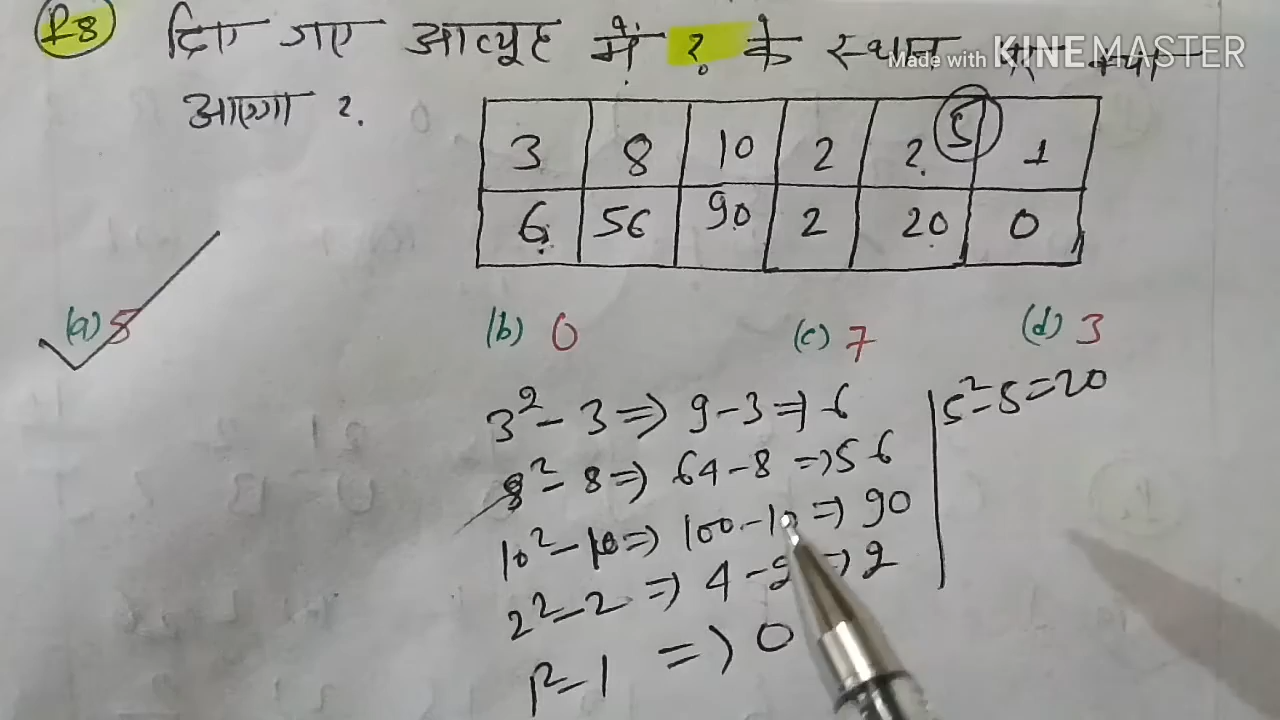 R8 दिए गए आव्यूह में ? के स्थान पर क्या
Made with KINEMASTER
आएगा ?
3 8 10 2 ? 5 1
6 56 90 2 20 0
(a) 5 (b) 0 (c) 7 (d) 3
3² - 3 => 9 - 3 => 6
5² - 5 = 20
8² - 8 => 64 - 8 => 56
10² - 10 => 100 - 10 => 90
2² - 2 => 4 - 2 => 2
1² - 1 => 0